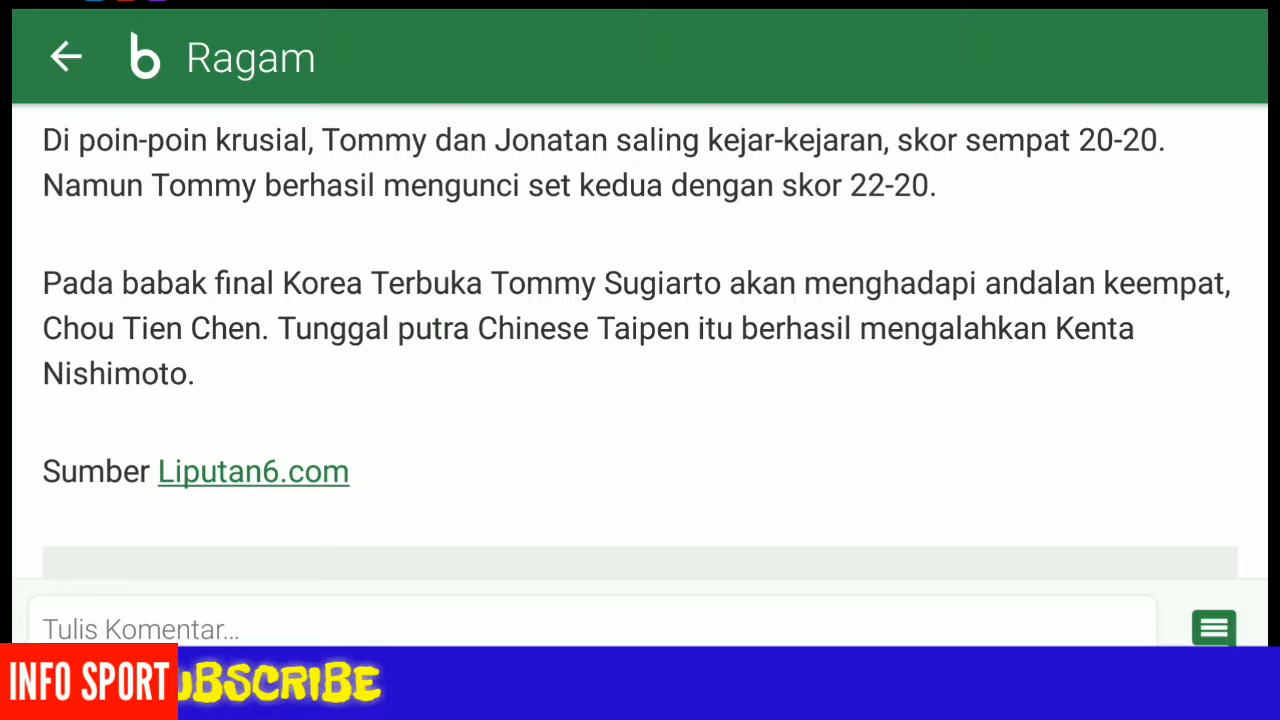 b Ragam
Di poin-poin krusial, Tommy dan Jonatan saling kejar-kejaran, skor sempat 20-20.
Namun Tommy berhasil mengunci set kedua dengan skor 22-20.
Pada babak final Korea Terbuka Tommy Sugiarto akan menghadapi andalan keempat,
Chou Tien Chen. Tunggal putra Chinese Taipen itu berhasil mengalahkan Kenta
Nishimoto.
Sumber Liputan6.com
Tulis Komentar...
INFO SPORT UBSCRIBE